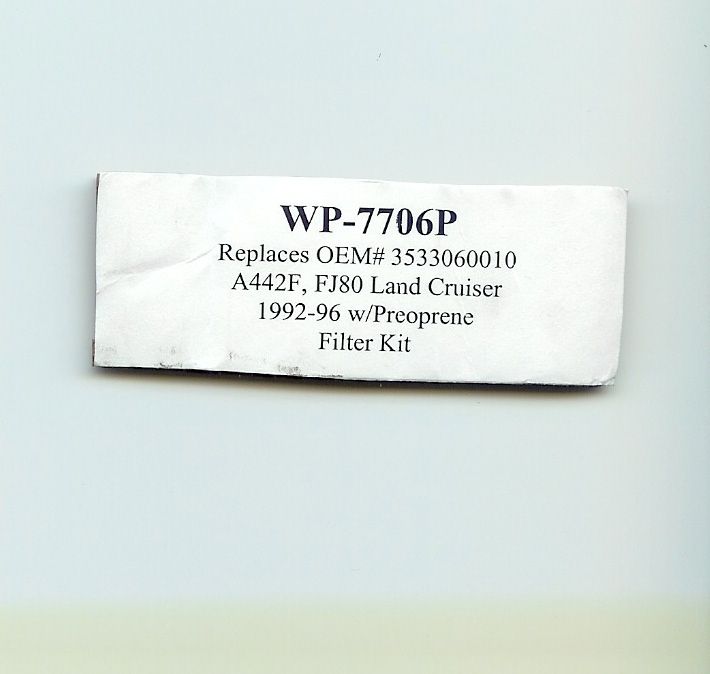 WP-7706P
Replaces OEM# 3533060010
A442F, FJ80 Land Cruiser
1992-96 w/Preoprene
Filter Kit